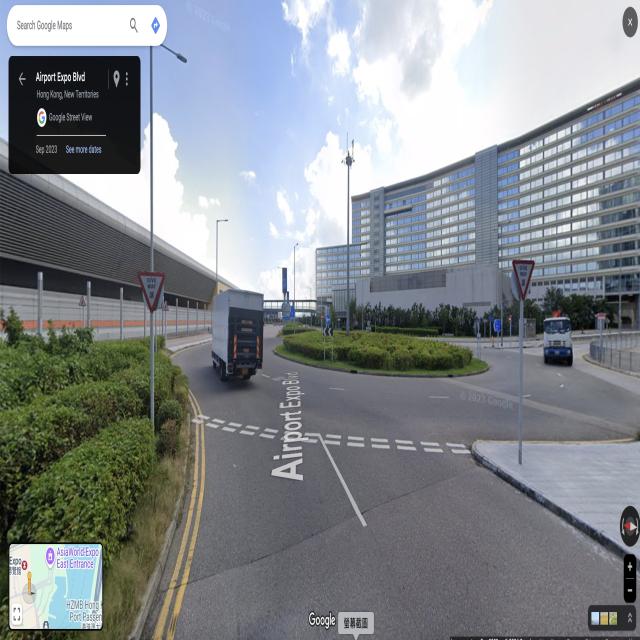 Search Google Maps
Airport Expo Blvd
Hong Kong, New Territories
Google Street View
Sep 2023 See more dates
Airport Expo Blvd
© 2023 Google
AsiaWorld-Expo
East Entrance
Expo
HZMB Hong
Port Passen
Google
螢幕截圖